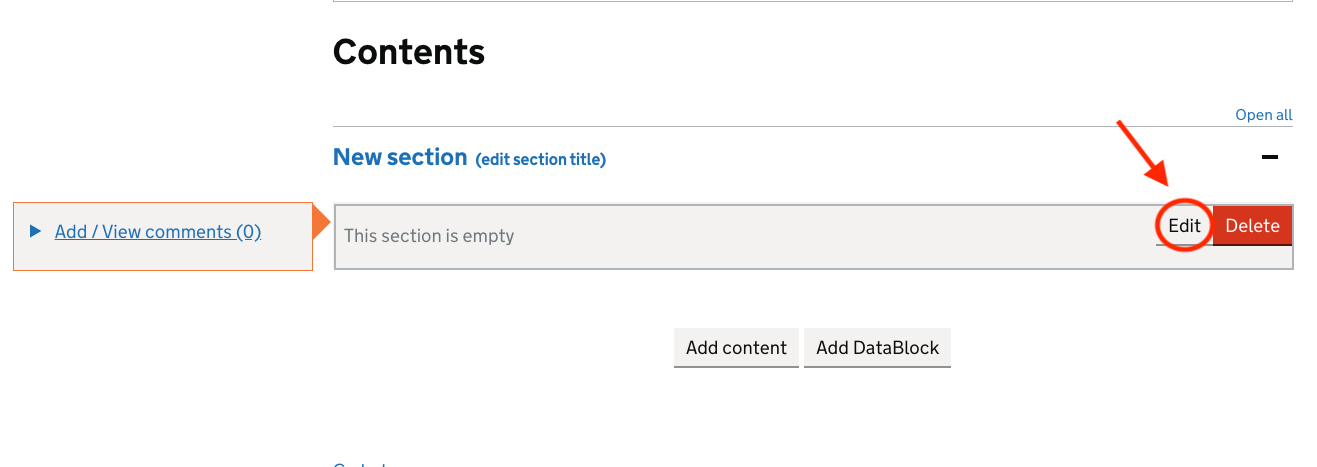 Contents
Open all
New section (edit section title)
Add / View comments (0)
This section is empty
Edit
Delete
Add content
Add DataBlock